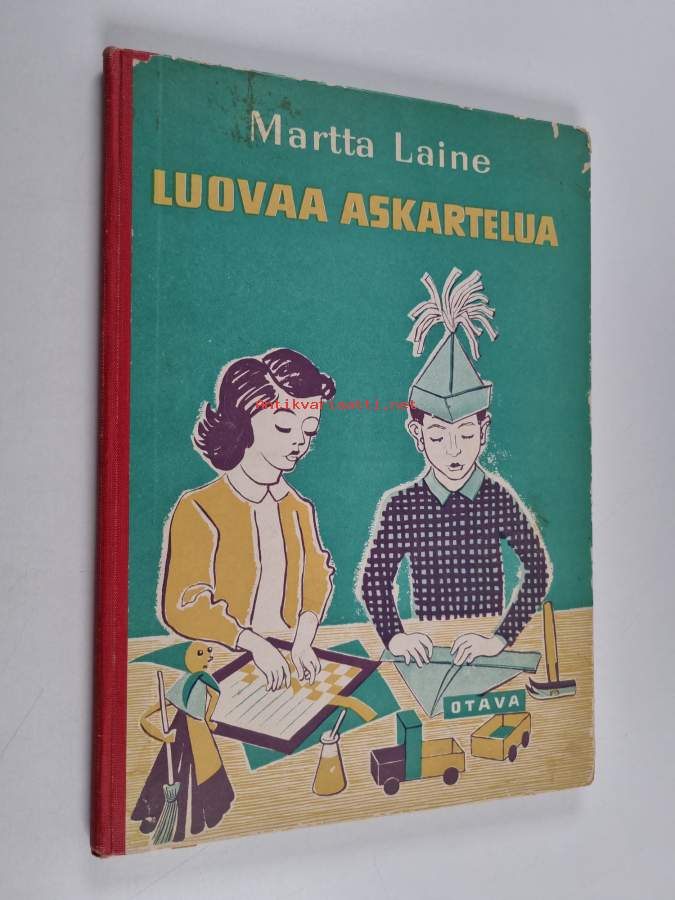 Martta Laine
LUOVAA ASKARTELUA
Antikvariaatti.net
OTAVA